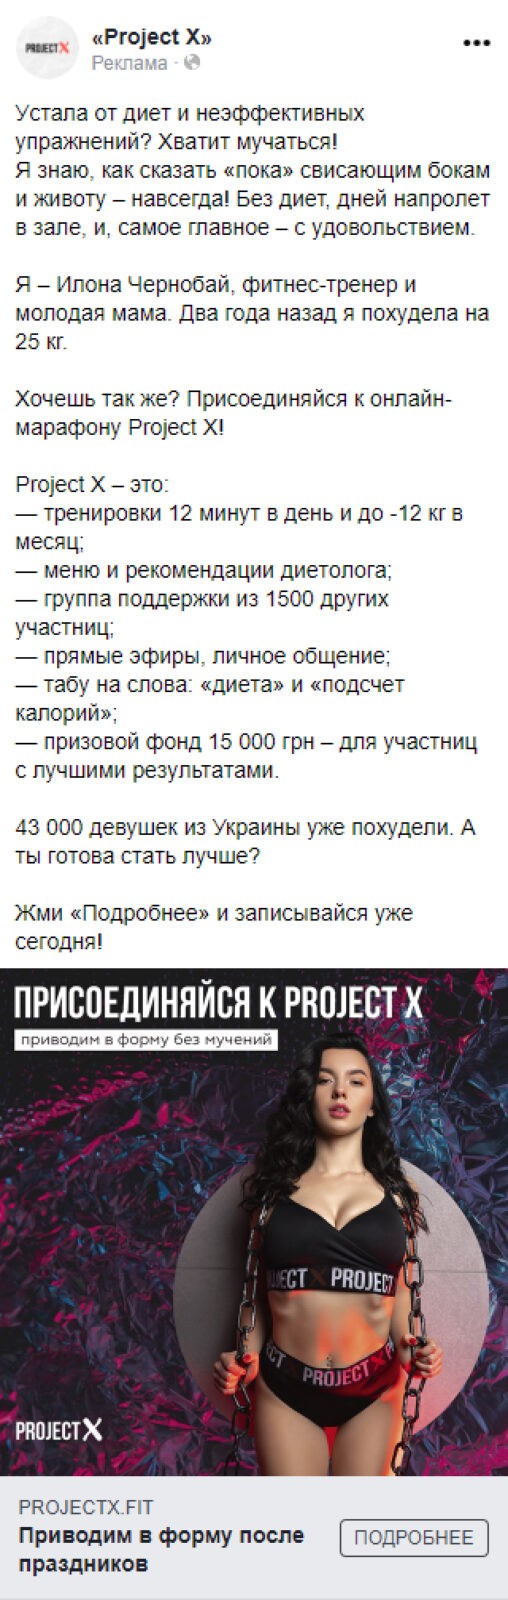 PROJECT X
«Project X»
Реклама ·
Устала от диет и неэффективных
упражнений? Хватит мучаться!
Я знаю, как сказать «пока» свисающим бокам
и животу – навсегда! Без диет, дней напролет
в зале, и, самое главное – с удовольствием.
Я – Илона Чернобай, фитнес-тренер и
молодая мама. Два года назад я похудела на
25 кг.
Хочешь так же? Присоединяйся к онлайн-
марафону Project X!
Project X – это:
— тренировки 12 минут в день и до -12 кг в
месяц;
— меню и рекомендации диетолога;
— группа поддержки из 1500 других
участниц;
— прямые эфиры, личное общение;
— табу на слова: «диета» и «подсчет
калорий»;
— призовой фонд 15 000 грн – для участниц
с лучшими результатами.
43 000 девушек из Украины уже похудели. А
ты готова стать лучше?
Жми «Подробнее» и записывайся уже
сегодня!
ПРИСОЕДИНЯЙСЯ К PROJECT X
приводим в форму без мучений
JECT X PROJECT
ECT PROJECT X PRO
PROJECT X
PROJECTX.FIT
Приводим в форму после
праздников
ПОДРОБНЕЕ